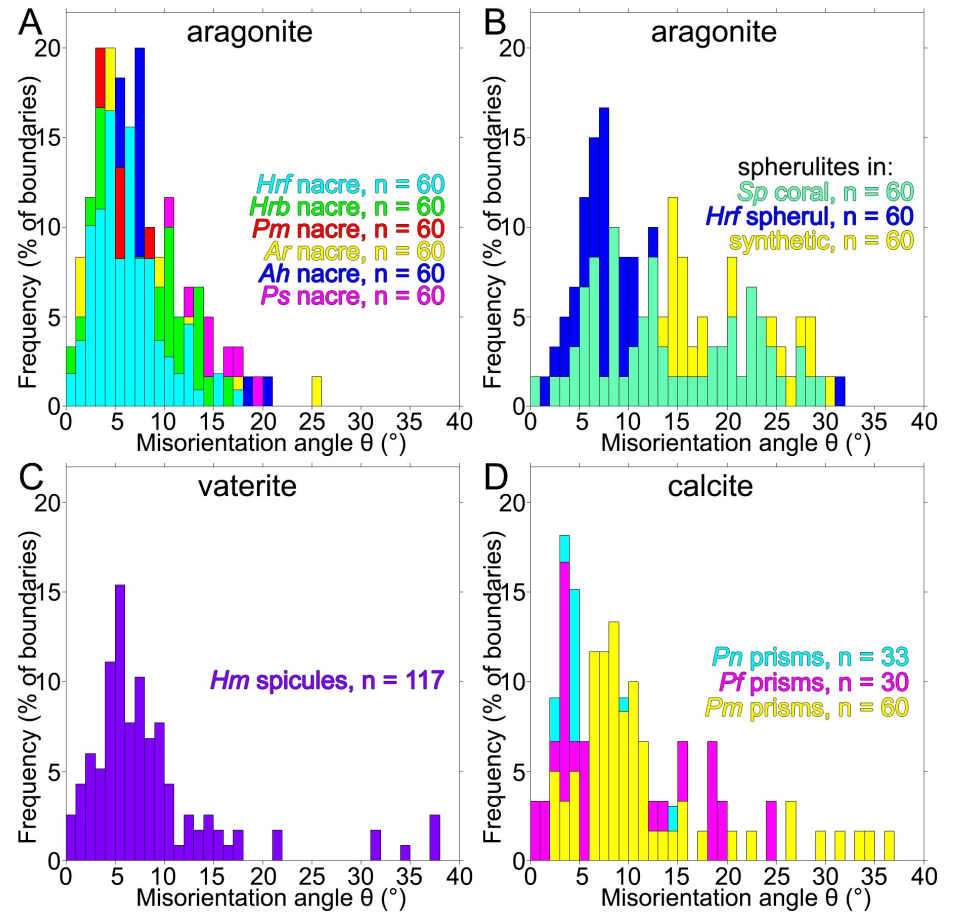 A
aragonite
Frequency (% of boundaries)
20
15
10
5
0
Hrf nacre, n = 60
Hrb nacre, n = 60
Pm nacre, n = 60
Ar nacre, n = 60
Ah nacre, n = 60
Ps nacre, n = 60
0 5 10 15 20 25 30 35 40
Misorientation angle θ (°)
B
aragonite
Frequency (% of boundaries)
20
15
10
5
0
spherulites in:
Sp coral, n = 60
Hrf spherul, n = 60
synthetic, n = 60
0 5 10 15 20 25 30 35 40
Misorientation angle θ (°)
C
vaterite
Frequency (% of boundaries)
20
15
10
5
0
Hm spicules, n = 117
0 5 10 15 20 25 30 35 40
Misorientation angle θ (°)
D
calcite
Frequency (% of boundaries)
20
15
10
5
0
Pn prisms, n = 33
Pf prisms, n = 30
Pm prisms, n = 60
0 5 10 15 20 25 30 35 40
Misorientation angle θ (°)